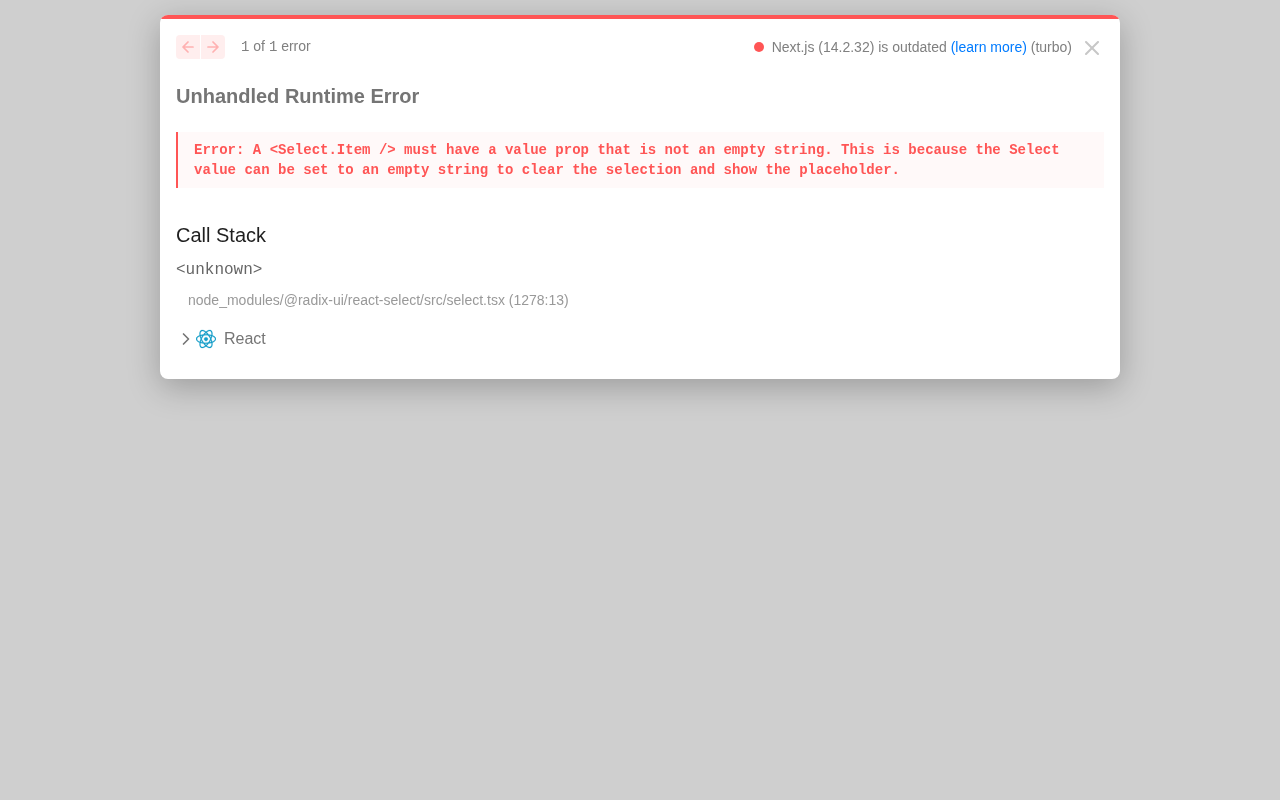 1 of 1 error
Next.js (14.2.32) is outdated (learn more) (turbo)
Unhandled Runtime Error
Error: A <Select.Item /> must have a value prop that is not an empty string. This is because the Select
value can be set to an empty string to clear the selection and show the placeholder.
Call Stack
<unknown>
node_modules/@radix-ui/react-select/src/select.tsx (1278:13)
React